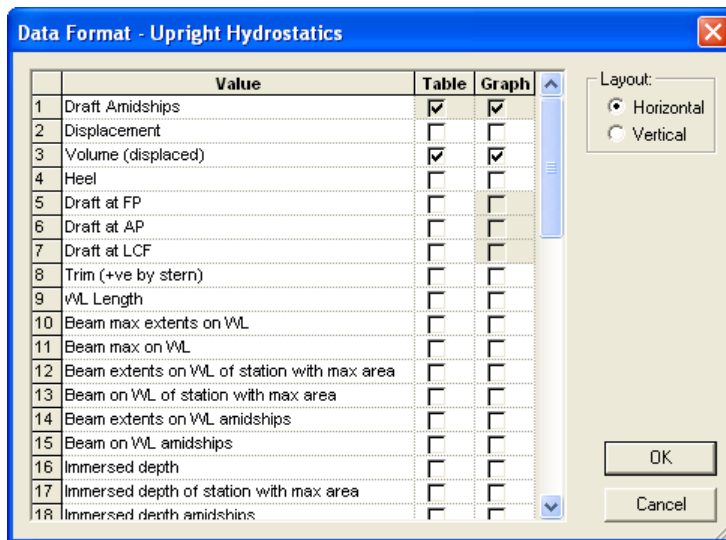 Data Format - Upright Hydrostatics
Value Table Graph
1 Draft Amidships
2 Displacement
3 Volume (displaced)
4 Heel
5 Draft at FP
6 Draft at AP
7 Draft at LCF
8 Trim (+ve by stern)
9 WL Length
10 Beam max extents on WL
11 Beam max on WL
12 Beam extents on WL of station with max area
13 Beam on WL of station with max area
14 Beam extents on WL amidships
15 Beam on WL amidships
16 Immersed depth
17 Immersed depth of station with max area
18 Immersed depth amidships
Layout:
Horizontal
Vertical
OK
Cancel